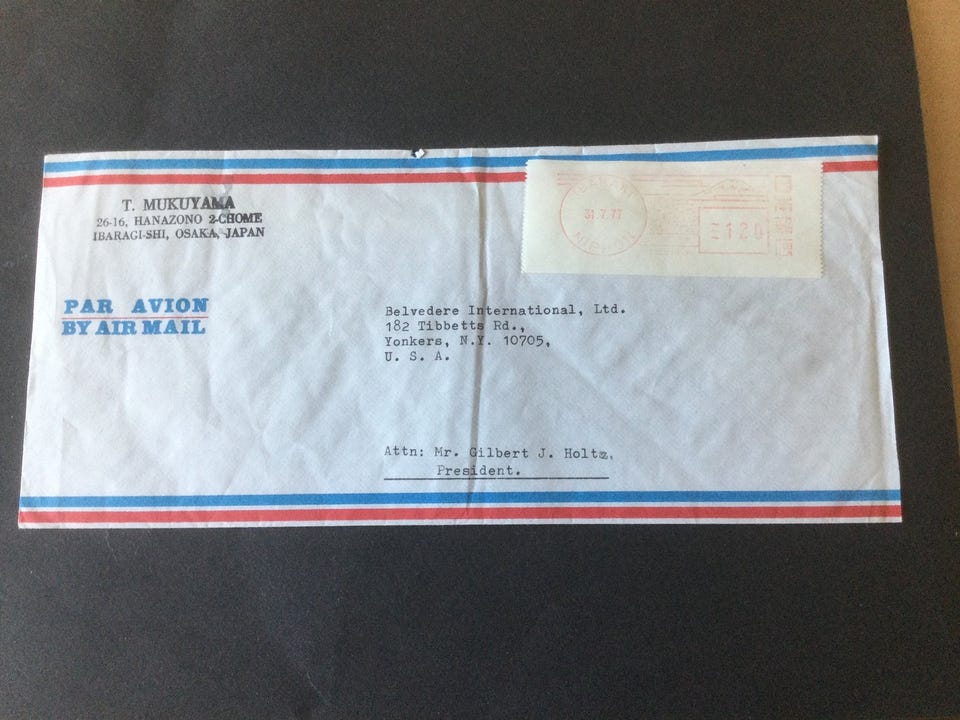 T. MUKUYAMA
26-16, HANAZONO 2-CHOME
IBARAGI-SHI, OSAKA, JAPAN
31.7.77
NIPPON
120
PAR AVION
BY AIR MAIL
Belvedere International, Ltd.
182 Tibbetts Rd.,
Yonkers, N.Y. 10705,
U. S. A.
Attn: Mr. Gilbert J. Holtz,
President.